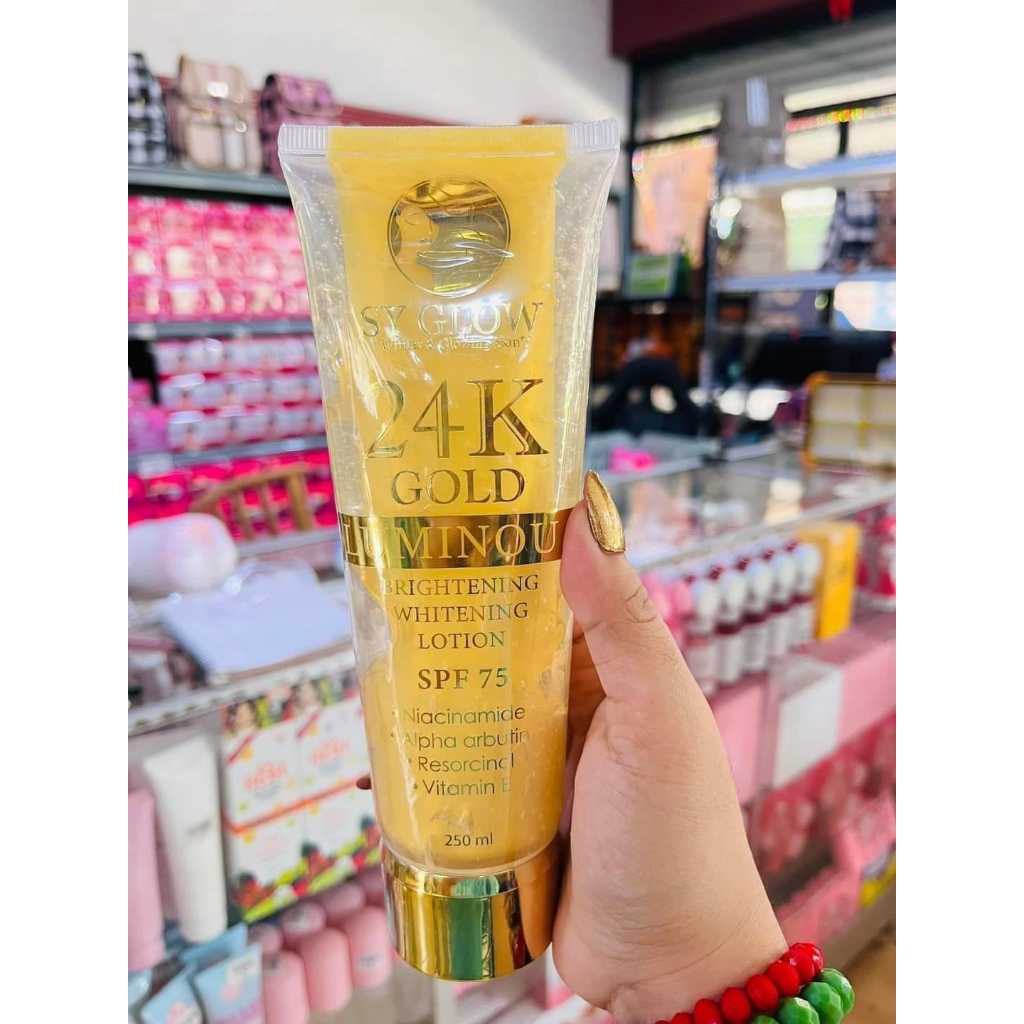 SY GLOW
24K
GOLD
LUMINOU
BRIGHTENING
WHITENING
LOTION
SPF 75
• Niacinamide
• Alpha arbutin
• Resorcinol
• Vitamin E
250 ml